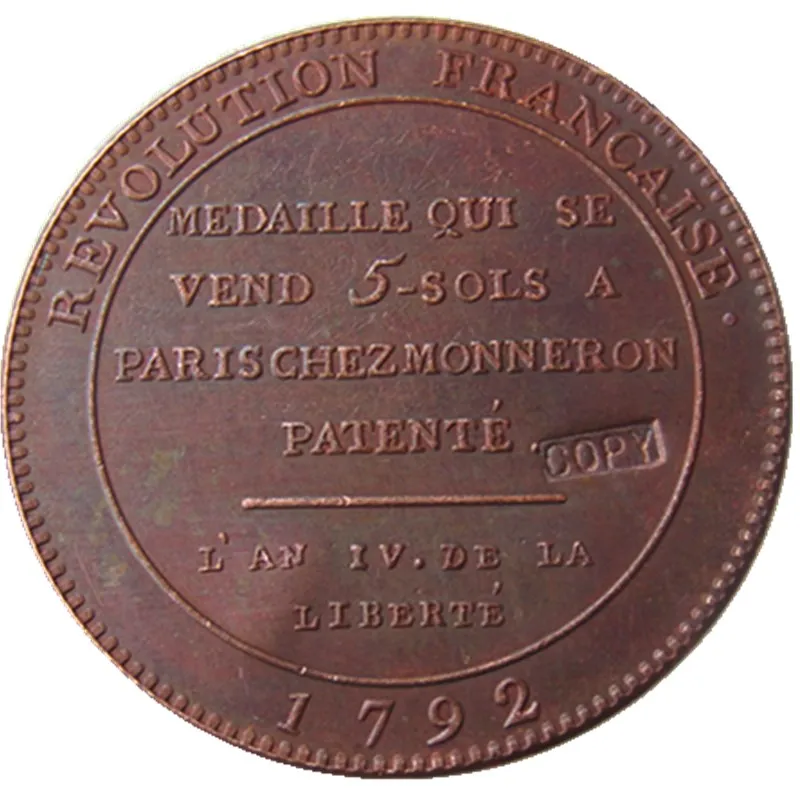 REVOLUTION FRANCAISE.
MEDAILLE QUI SE
VEND 5-SOLS A
PARIS CHEZ MONNERON
PATENTÉ.
COPY
L'AN IV. DE LA
LIBERTÉ
1792